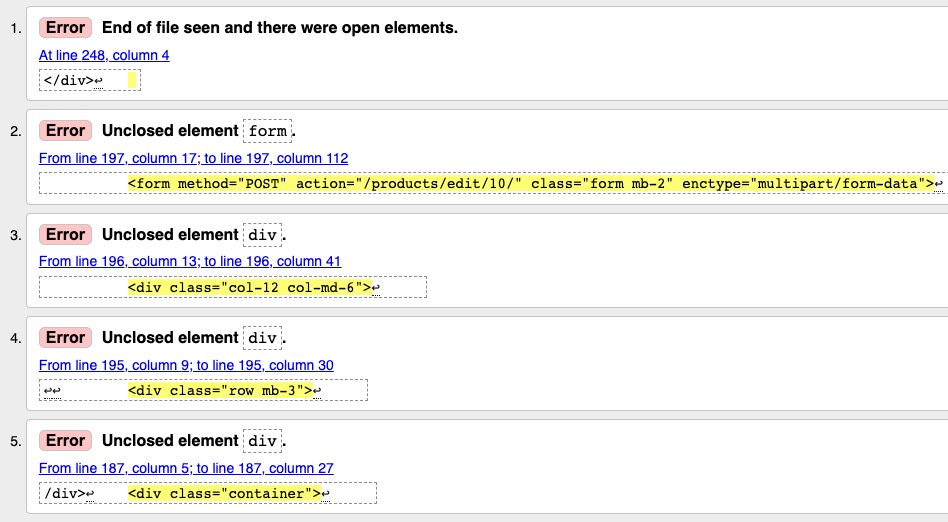 1. Error End of file seen and there were open elements.
At line 248, column 4
</div>↩
2. Error Unclosed element form.
From line 197, column 17; to line 197, column 112
<form method="POST" action="/products/edit/10/" class="form mb-2" enctype="multipart/form-data">↩
3. Error Unclosed element div.
From line 196, column 13; to line 196, column 41
<div class="col-12 col-md-6">↩
4. Error Unclosed element div.
From line 195, column 9; to line 195, column 30
↩↩ <div class="row mb-3">↩
5. Error Unclosed element div.
From line 187, column 5; to line 187, column 27
/div>↩ <div class="container">↩